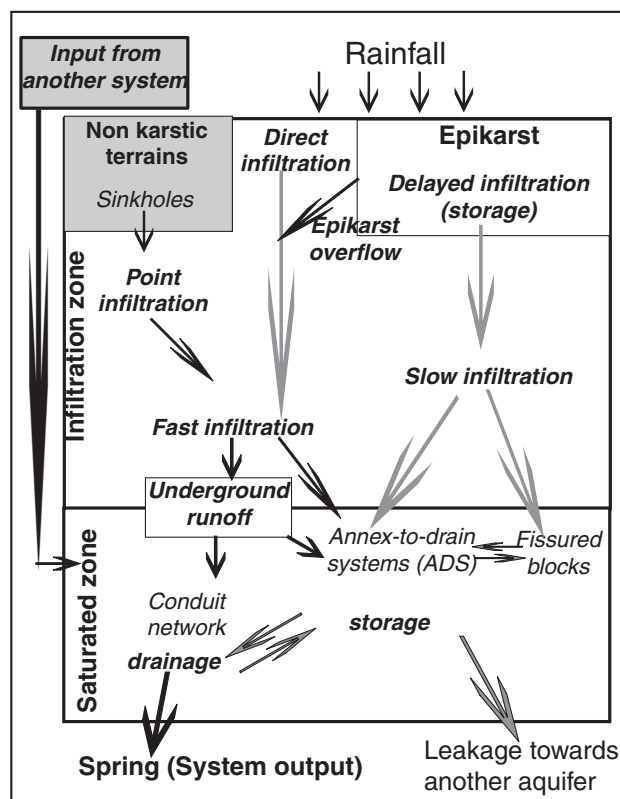 Input from
another system
Rainfall
Non karstic
terrains
Sinkholes
Direct
infiltration
Epikarst
Delayed infiltration
(storage)
Epikarst
overflow
Point
infiltration
Infiltration zone
Slow infiltration
Fast infiltration
Underground
runoff
Annex-to-drain
systems (ADS)
Fissured
blocks
Saturated zone
Conduit
network
drainage
storage
Spring (System output)
Leakage towards
another aquifer